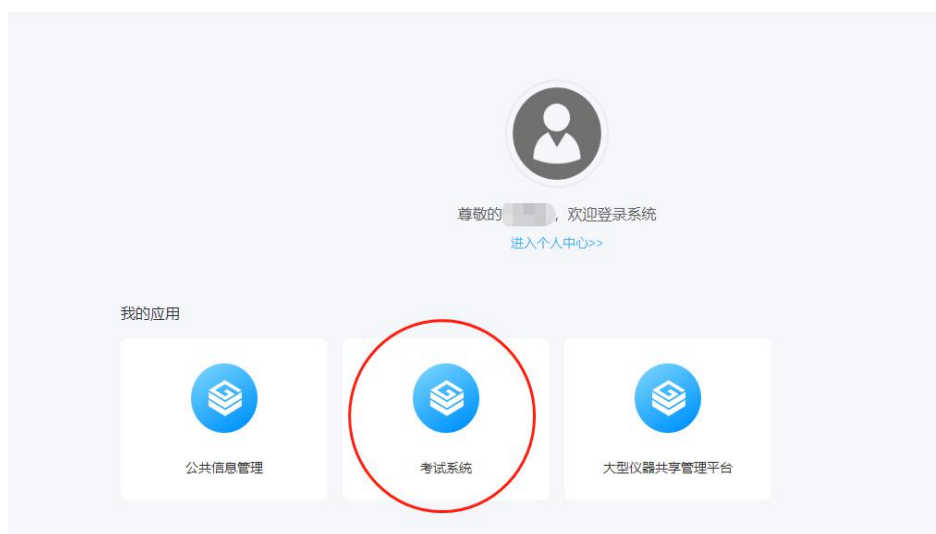 尊敬的，欢迎登录系统
进入个人中心>>
我的应用
公共信息管理
考试系统
大型仪器共享管理平台